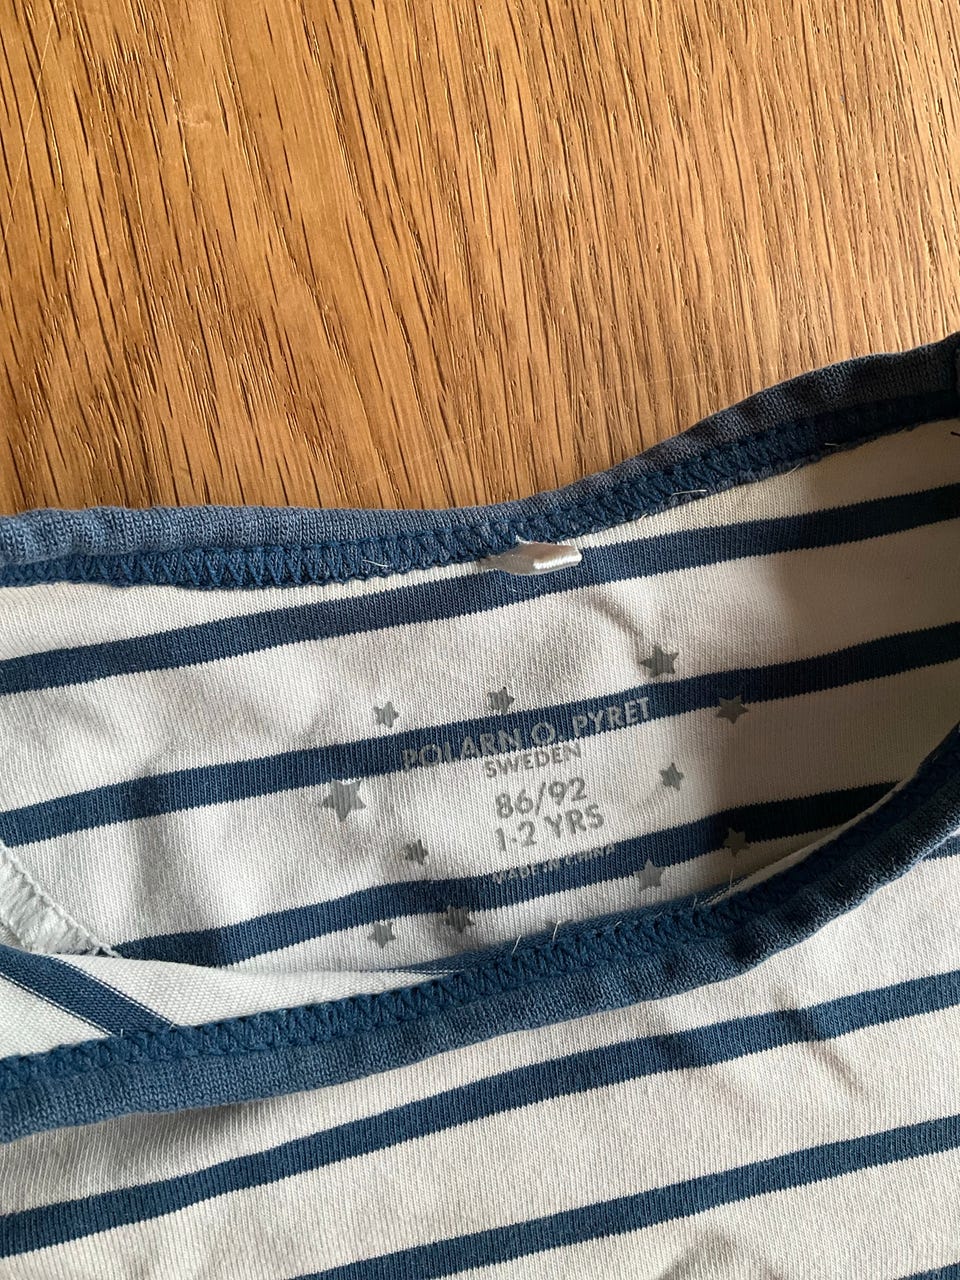 POLARN O. PYRET
SWEDEN
86/92
1-2 YRS
MADE IN CHINA